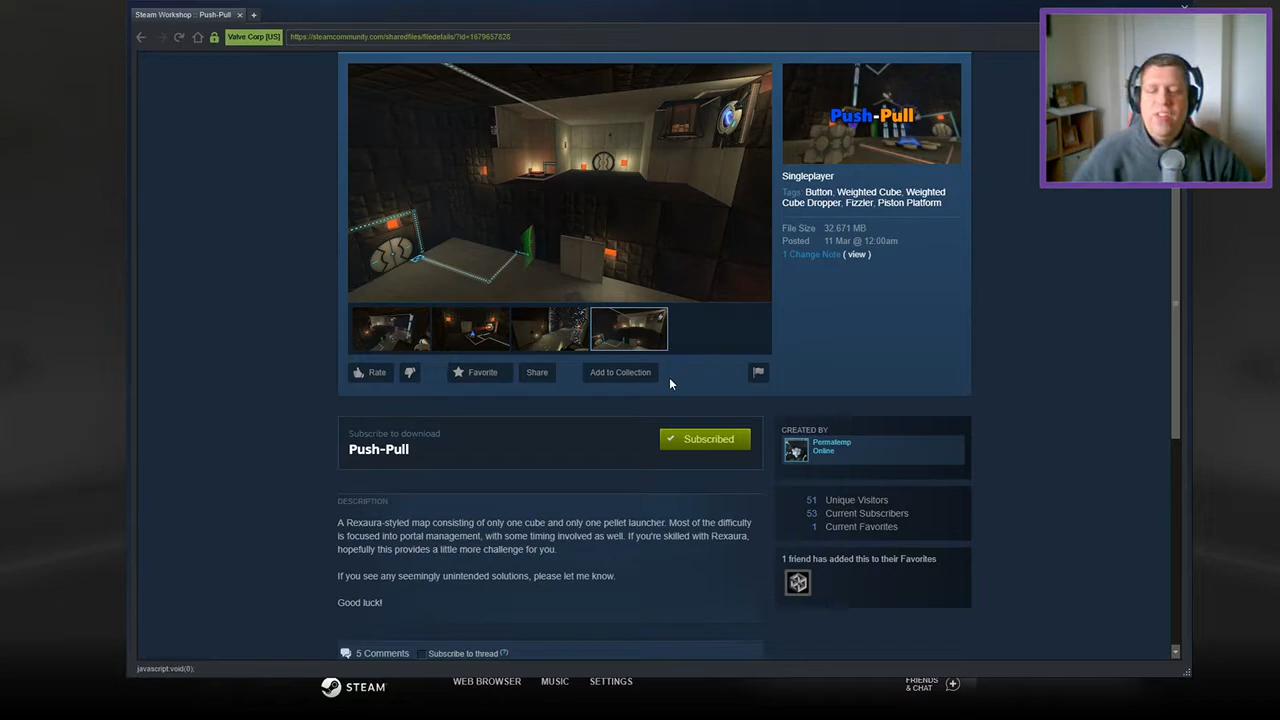 Steam Workshop :: Push-Pull
Valve Corp [US]
https://steamcommunity.com/sharedfiles/filedetails/?id=1679657828
Push-Pull
Singleplayer
Tags: Button, Weighted Cube, Weighted
Cube Dropper, Fizzler, Piston Platform
File Size 32.671 MB
Posted 11 Mar @ 12:00am
1 Change Note ( view )
Rate
Favorite
Share
Add to Collection
Subscribe to download
Push-Pull
Subscribed
CREATED BY
Permatemp
Online
51 Unique Visitors
53 Current Subscribers
1 Current Favorites
DESCRIPTION
A Rexaura-styled map consisting of only one cube and only one pellet launcher. Most of the difficulty
is focused into portal management, with some timing involved as well. If you're skilled with Rexaura,
hopefully this provides a little more challenge for you.
If you see any seemingly unintended solutions, please let me know.
Good luck!
1 friend has added this to their Favorites
5 Comments
Subscribe to thread (?)
javascript:void(0);
STEAM
WEB BROWSER
MUSIC
SETTINGS
FRIENDS
& CHAT